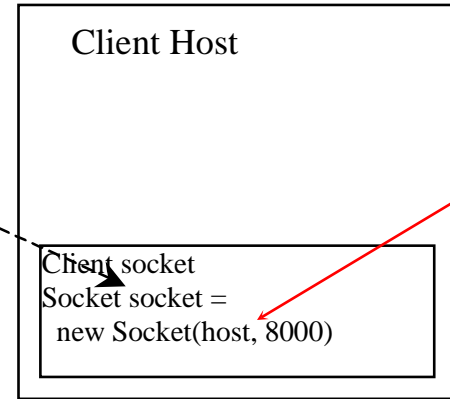 Client Host
Client socket
Socket socket =
new Socket(host, 8000)